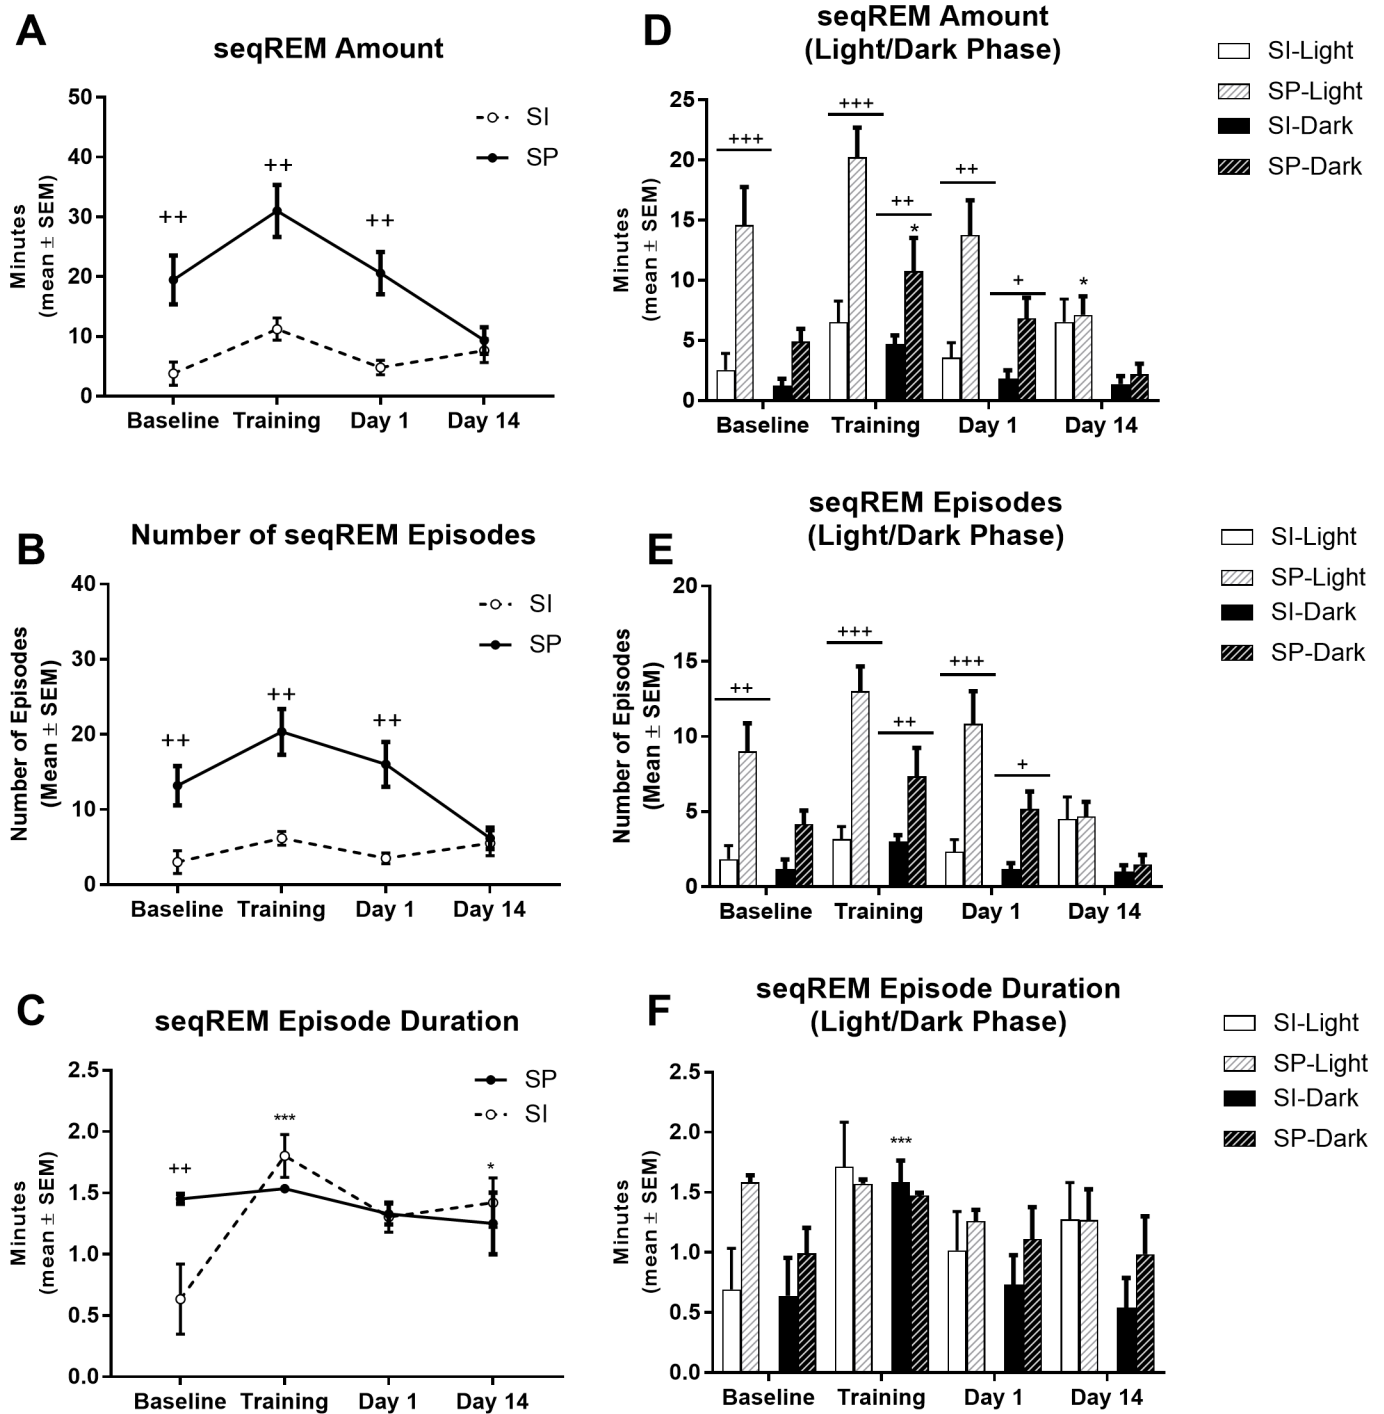 A
seqREM Amount
50
40
30
20
10
0
Minutes
(mean ± SEM)
SI
SP
++
++
++
Baseline
Training
Day 1
Day 14
D
seqREM Amount
(Light/Dark Phase)
25
20
15
10
5
0
Minutes
(mean ± SEM)
+++
+++
++
*
++
+
*
Baseline
Training
Day 1
Day 14
SI-Light
SP-Light
SI-Dark
SP-Dark
B
Number of seqREM Episodes
40
30
20
10
0
Number of Episodes
(Mean ± SEM)
SI
SP
++
++
++
Baseline
Training
Day 1
Day 14
E
seqREM Episodes
(Light/Dark Phase)
20
15
10
5
0
Number of Episodes
(Mean ± SEM)
++
+++
++
+++
+
Baseline
Training
Day 1
Day 14
SI-Light
SP-Light
SI-Dark
SP-Dark
C
seqREM Episode Duration
2.5
2.0
1.5
1.0
0.5
0.0
Minutes
(mean ± SEM)
SP
SI
++
***
*
Baseline
Training
Day 1
Day 14
F
seqREM Episode Duration
(Light/Dark Phase)
2.5
2.0
1.5
1.0
0.5
0.0
Minutes
(mean ± SEM)
***
Baseline
Training
Day 1
Day 14
SI-Light
SP-Light
SI-Dark
SP-Dark